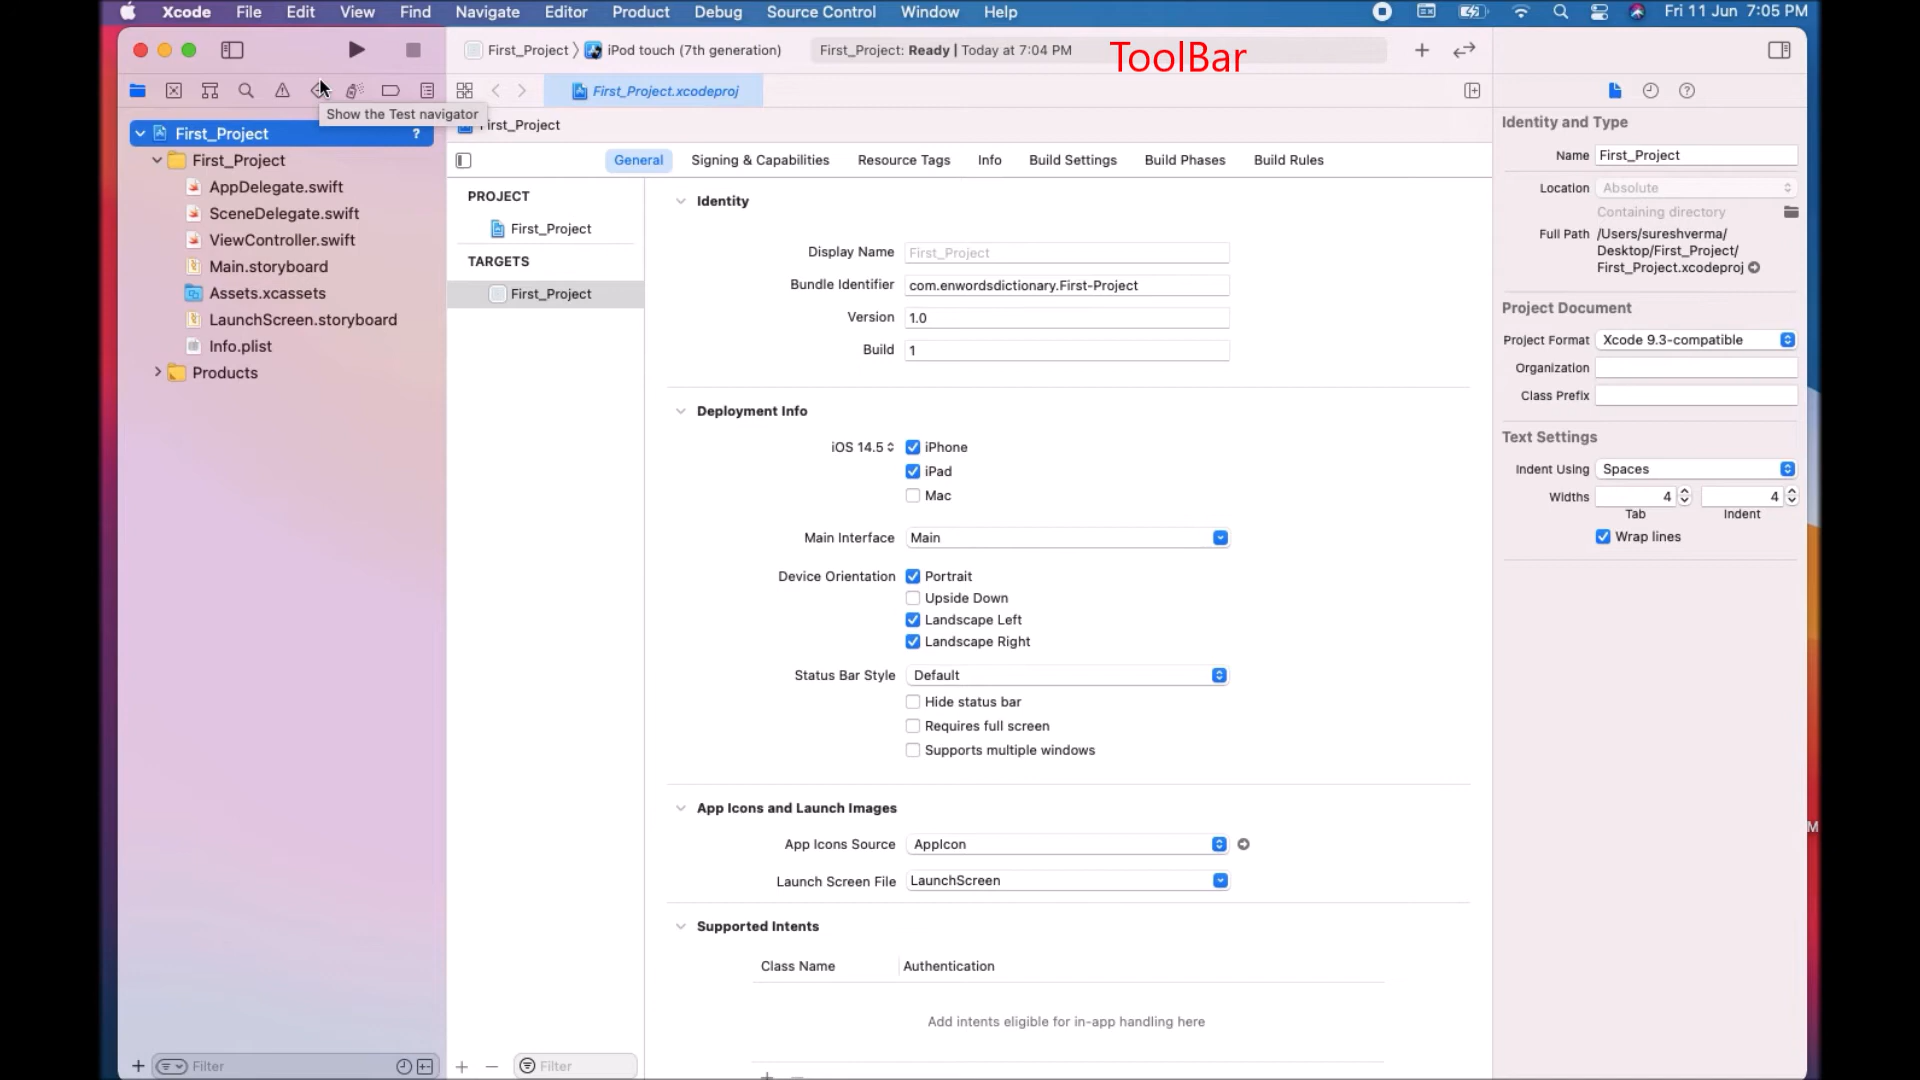 Xcode File Edit View Find Navigate Editor Product Debug Source Control Window Help Fri 11 Jun 7:05 PM
First_Project iPod touch (7th generation) First_Project: Ready | Today at 7:04 PM ToolBar
First_Project.xcodeproj
Show the Test navigator
First_Project ?
First_Project
AppDelegate.swift
SceneDelegate.swift
ViewController.swift
Main.storyboard
Assets.xcassets
LaunchScreen.storyboard
Info.plist
Products
Filter
First_Project
General Signing & Capabilities Resource Tags Info Build Settings Build Phases Build Rules
PROJECT
First_Project
TARGETS
First_Project
Filter
Identity
Display Name First_Project
Bundle Identifier com.enwordsdictionary.First-Project
Version 1.0
Build 1
Deployment Info
iOS 14.5 iPhone
iPad
Mac
Main Interface Main
Device Orientation Portrait
Upside Down
Landscape Left
Landscape Right
Status Bar Style Default
Hide status bar
Requires full screen
Supports multiple windows
App Icons and Launch Images
App Icons Source AppIcon
Launch Screen File LaunchScreen
Supported Intents
Class Name Authentication
Add intents eligible for in-app handling here
Identity and Type
Name First_Project
Location Absolute
Containing directory
Full Path /Users/sureshverma/
Desktop/First_Project/
First_Project.xcodeproj
Project Document
Project Format Xcode 9.3-compatible
Organization
Class Prefix
Text Settings
Indent Using Spaces
Widths 4 4
Tab Indent
Wrap lines
M